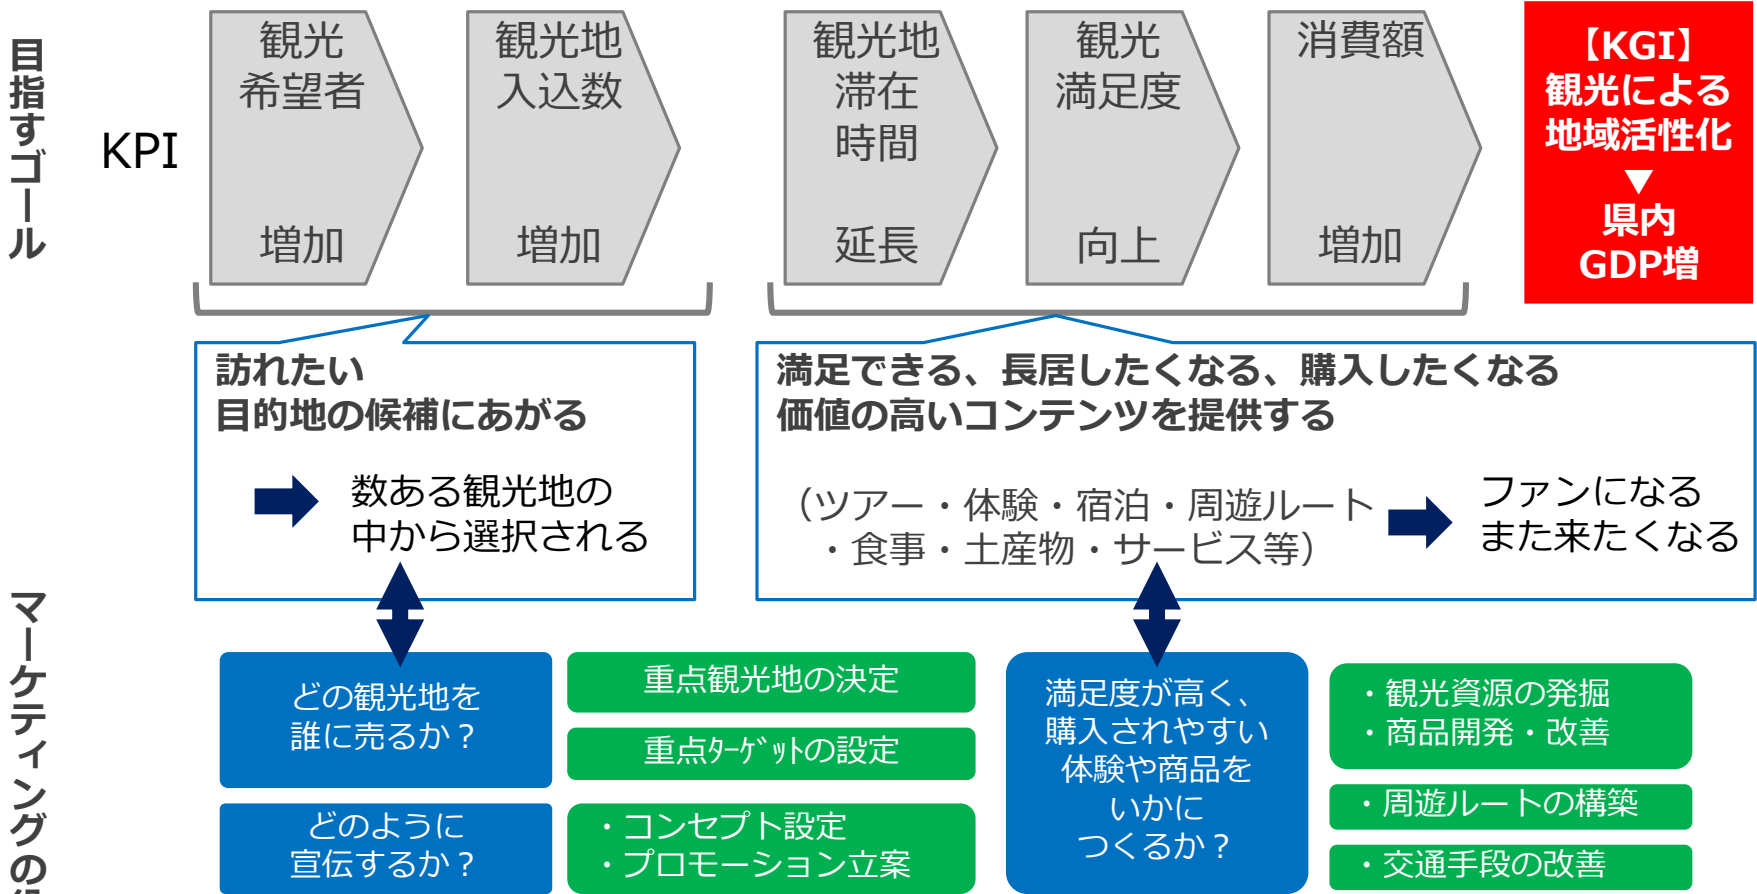 目指すゴール
KPI
観光
希望者
増加
観光地
入込数
増加
観光地
滞在
時間
延長
観光
満足度
向上
消費額
増加
【KGI】
観光による
地域活性化
▼
県内
GDP増
訪れたい
目的地の候補にあがる
数ある観光地の
中から選択される
満足できる、長居したくなる、購入したくなる
価値の高いコンテンツを提供する
（ツアー・体験・宿泊・周遊ルート
・食事・土産物・サービス等）
ファンになる
また来たくなる
マーケティングの
どの観光地を
誰に売るか？
重点観光地の決定
重点ﾀｰｹﾞｯﾄの設定
どのように
宣伝するか？
・コンセプト設定
・プロモーション立案
満足度が高く、
購入されやすい
体験や商品を
いかに
つくるか？
・観光資源の発掘
・商品開発・改善
・周遊ルートの構築
・交通手段の改善